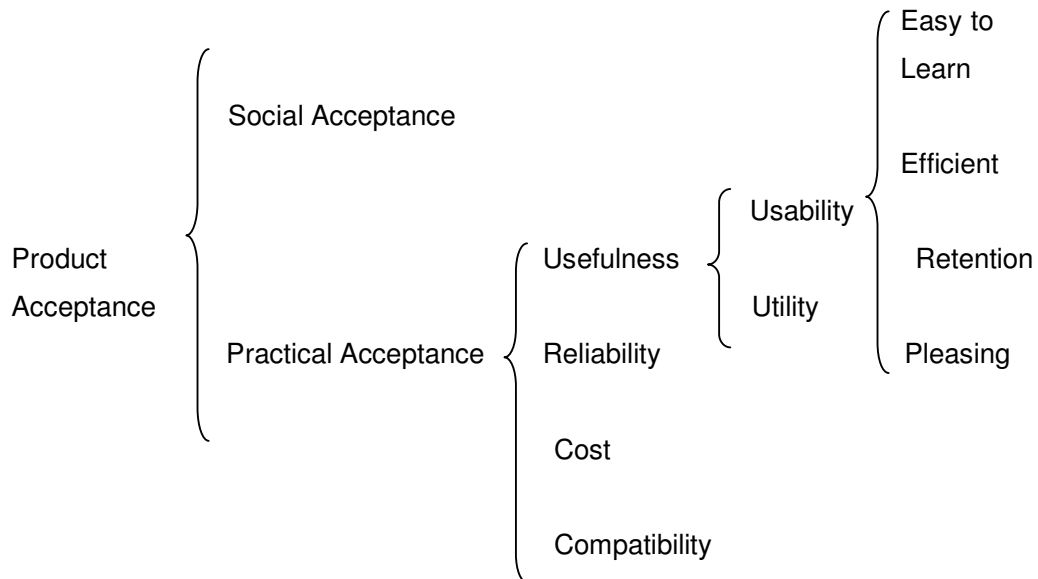 Product
Acceptance
Social Acceptance
Practical Acceptance
Usefulness
Reliability
Cost
Compatibility
Usability
Utility
Easy to
Learn
Efficient
Retention
Pleasing